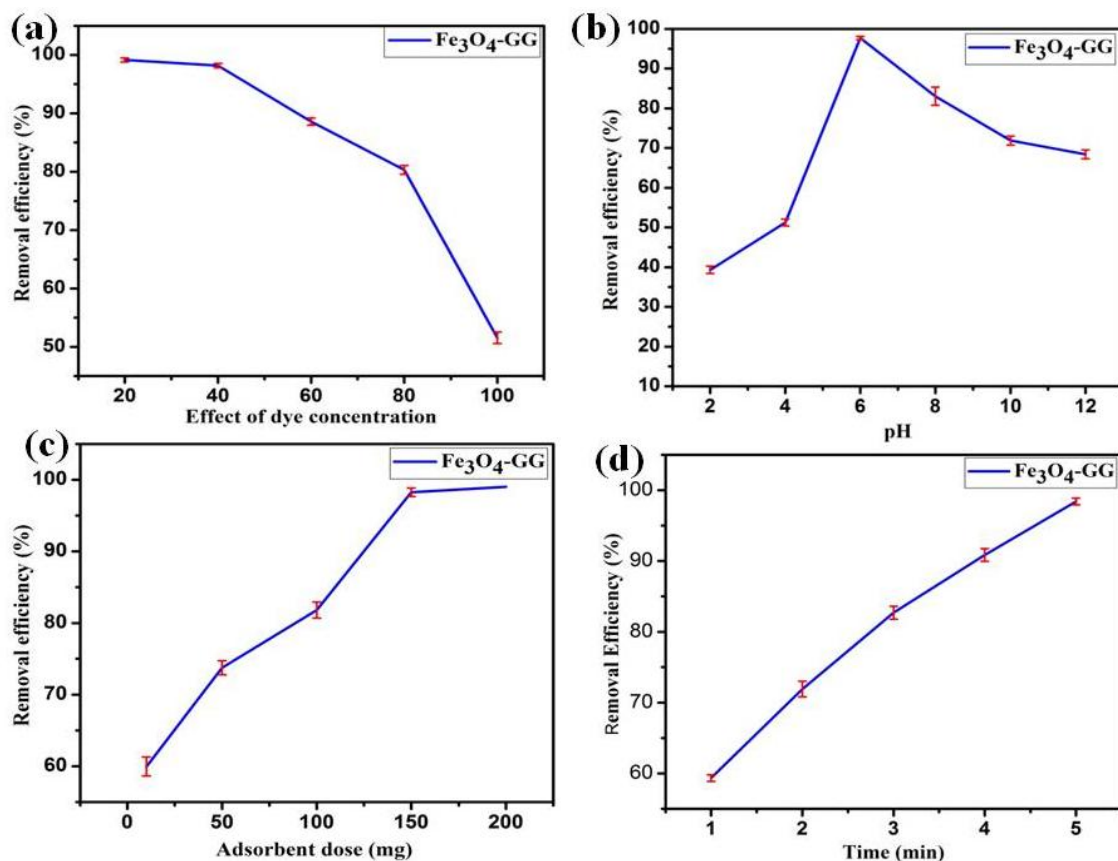 (a)
Fe3O4-GG
100
90
80
70
60
50
Removal efficiency (%)
20 40 60 80 100
Effect of dye concentration
(b)
Fe3O4-GG
100
90
80
70
60
50
40
30
20
10
Removal efficiency (%)
2 4 6 8 10 12
pH
(c)
Fe3O4-GG
100
90
80
70
60
Removal efficiency (%)
0 50 100 150 200
Adsorbent dose (mg)
(d)
Fe3O4-GG
100
90
80
70
60
Removal Efficiency (%)
1 2 3 4 5
Time (min)